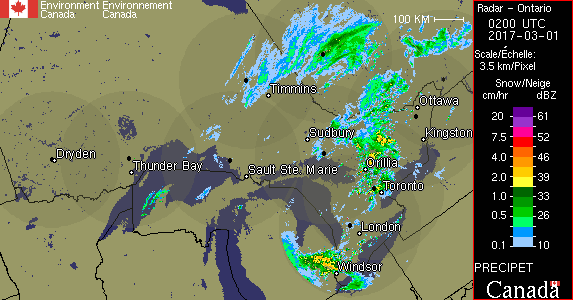 Environment Environnement
Canada Canada
100 KM
Timmins
Ottawa
Sudbury
Kingston
Dryden
Thunder Bay
Sault Ste. Marie
Orillia
Toronto
London
Windsor
Radar - Ontario
0200 UTC
2017-03-01
Scale/Échelle:
3.5 km/Pixel
Snow/Neige
cm/hr dBZ
20 61
7.5 57
5.5 52
4.0 46
2.0 39
1.0 33
0.5 26
0.1 10
PRECIPET
Canada